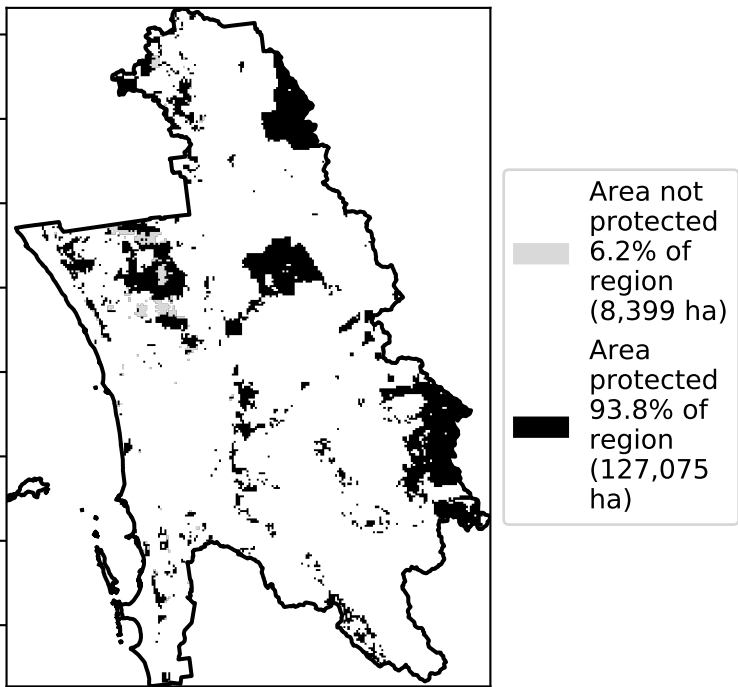 Area not
protected
6.2% of
region
(8,399 ha)
Area
protected
93.8% of
region
(127,075
ha)